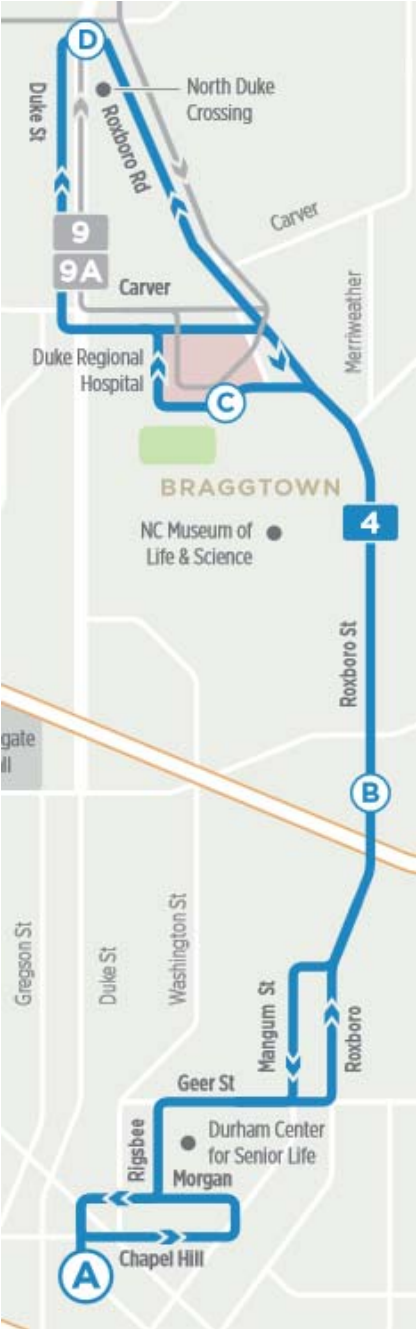 D
North Duke
Crossing
Duke St
Roxboro Rd
Carver
9
9A
Carver
Merriweather
Duke Regional
Hospital
C
BRAGGTOWN
4
NC Museum of
Life & Science
Roxboro St
gate
ll
B
Gregson St
Duke St
Washington St
Mangum St
Roxboro
Geer St
Rigsbee
Durham Center
for Senior Life
Morgan
Chapel Hill
A